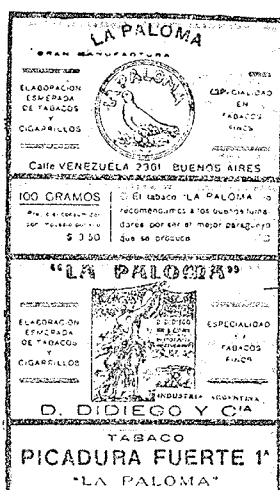 LA PALOMA
GRAN MANUFACTURA
ELABORACION
ESMERADA
DE TABACOS
Y
CIGARRILLOS
LA PALOMA
ESPECIALIDAD
EN
TABACOS
FINOS
Calle VENEZUELA 2301 BUENOS AIRES
100 GRAMOS
$ 0.50
El tabaco "LA PALOMA" lo
recomendamos a los buenos fuma
dores por ser el mejor paraguayo
que se produce
"LA PALOMA"
ELABORACION
ESMERADA
DE TABACOS
Y
CIGARRILLOS
D. DIDIEGO
ESPECIALIDAD
EN
TABACOS
FINOS
INDUSTRIA ARGENTINA
D. DIDIEGO Y CIA
TABACO
PICADURA FUERTE 1ª
"LA PALOMA"